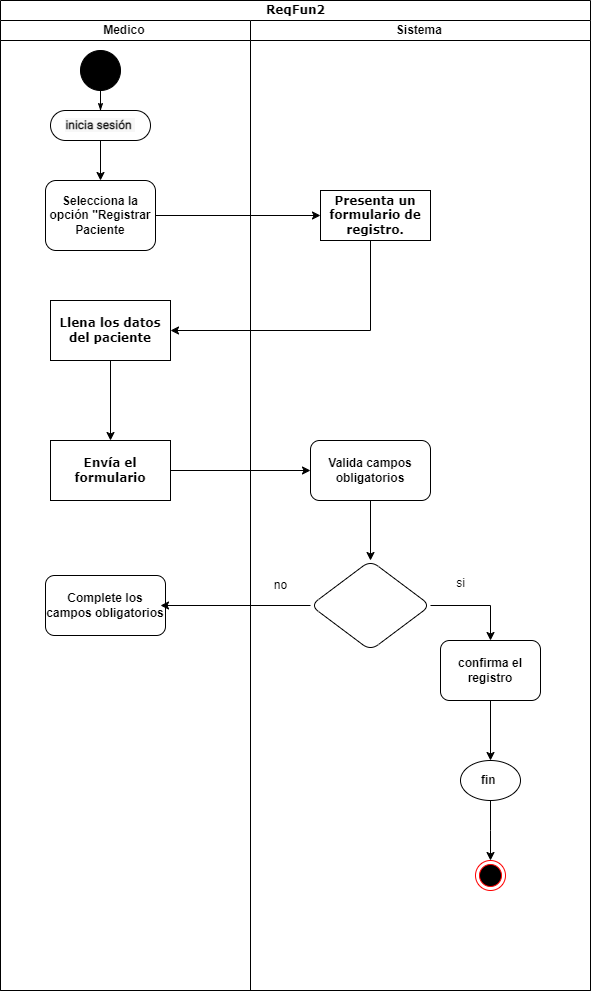 ReqFun2
Medico
Sistema
inicia sesión
Selecciona la
opción "Registrar
Paciente
Presenta un
formulario de
registro.
Llena los datos
del paciente
Envía el
formulario
Valida campos
obligatorios
no
si
Complete los
campos obligatorios
confirma el
registro
fin